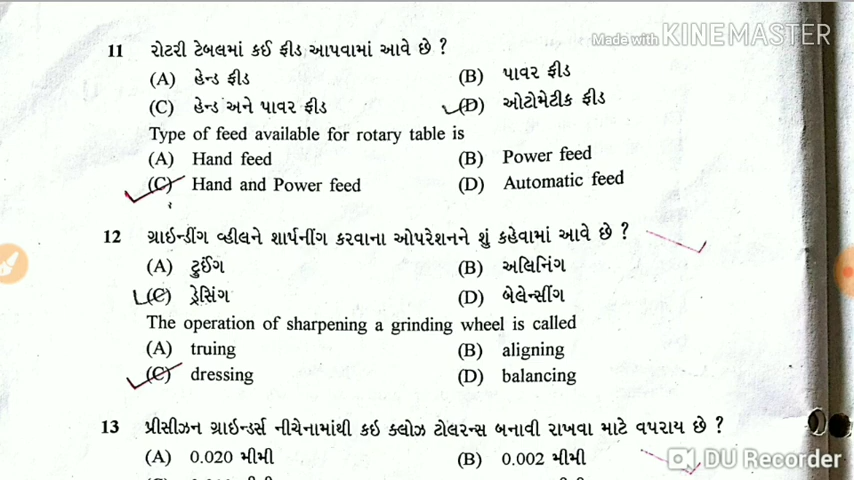 Made with KINEMASTER
11 રોટરી ટેબલમાં કઈ ફીડ આપવામાં આવે છે ?
(A) હેન્ડ ફીડ (B) પાવર ફીડ
(C) હેન્ડ અને પાવર ફીડ (D) ઓટોમેટીક ફીડ
Type of feed available for rotary table is
(A) Hand feed (B) Power feed
(C) Hand and Power feed (D) Automatic feed
12 ગ્રાઇન્ડીંગ વ્હીલને શાર્પનીંગ કરવાના ઓપરેશનને શું કહેવામાં આવે છે ?
(A) ટ્રુઈંગ (B) અલિનિંગ
(C) ડ્રેસિંગ (D) બેલેન્સીંગ
The operation of sharpening a grinding wheel is called
(A) truing (B) aligning
(C) dressing (D) balancing
13 પ્રીસીઝન ગ્રાઇન્ડર્સ નીચેનામાંથી કઇ ક્લોઝ ટોલરન્સ બનાવી રાખવા માટે વપરાય છે ?
(A) 0.020 મીમી (B) 0.002 મીમી
DU Recorder